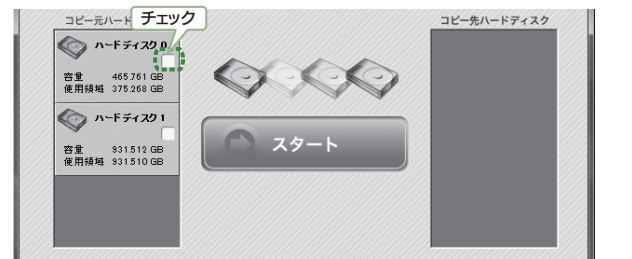 コピー元ハード
チェック
コピー先ハードディスク
ハードディスク 0
容量 465.761 GB
使用領域 375.268 GB
ハードディスク 1
容量 931.512 GB
使用領域 931.510 GB
スタート